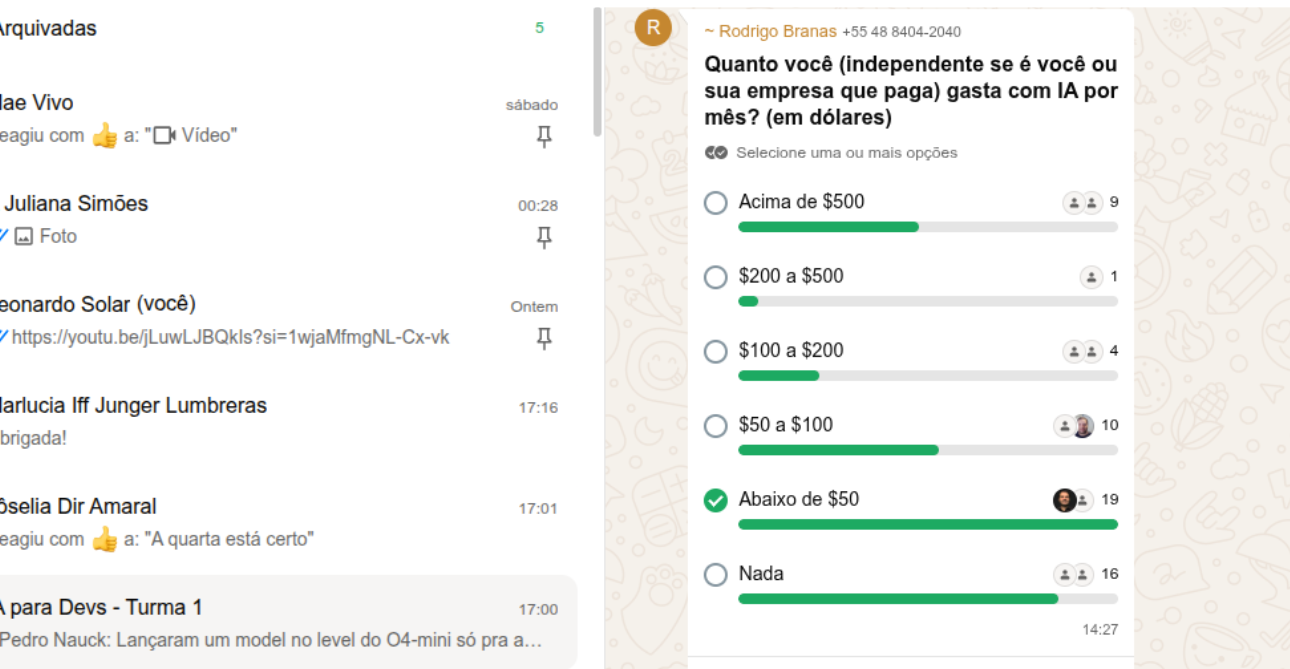 Arquivadas
5
Mae Vivo
sábado
eagiu com 👍 a: "Vídeo"
Juliana Simões
00:28
Foto
eonardo Solar (você)
Ontem
https://youtu.be/jLuwLJBQkIs?si=1wjaMfmgNL-Cx-vk
Marlucia Iff Junger Lumbreras
17:16
brigada!
ôselia Dir Amaral
17:01
eagiu com 👍 a: "A quarta está certo"
A para Devs - Turma 1
17:00
Pedro Nauck: Lançaram um model no level do O4-mini só pra a...
R
~ Rodrigo Branas +55 48 8404-2040
Quanto você (independente se é você ou
sua empresa que paga) gasta com IA por
mês? (em dólares)
Selecione uma ou mais opções
Acima de $500
9
$200 a $500
1
$100 a $200
4
$50 a $100
10
Abaixo de $50
19
Nada
16
14:27